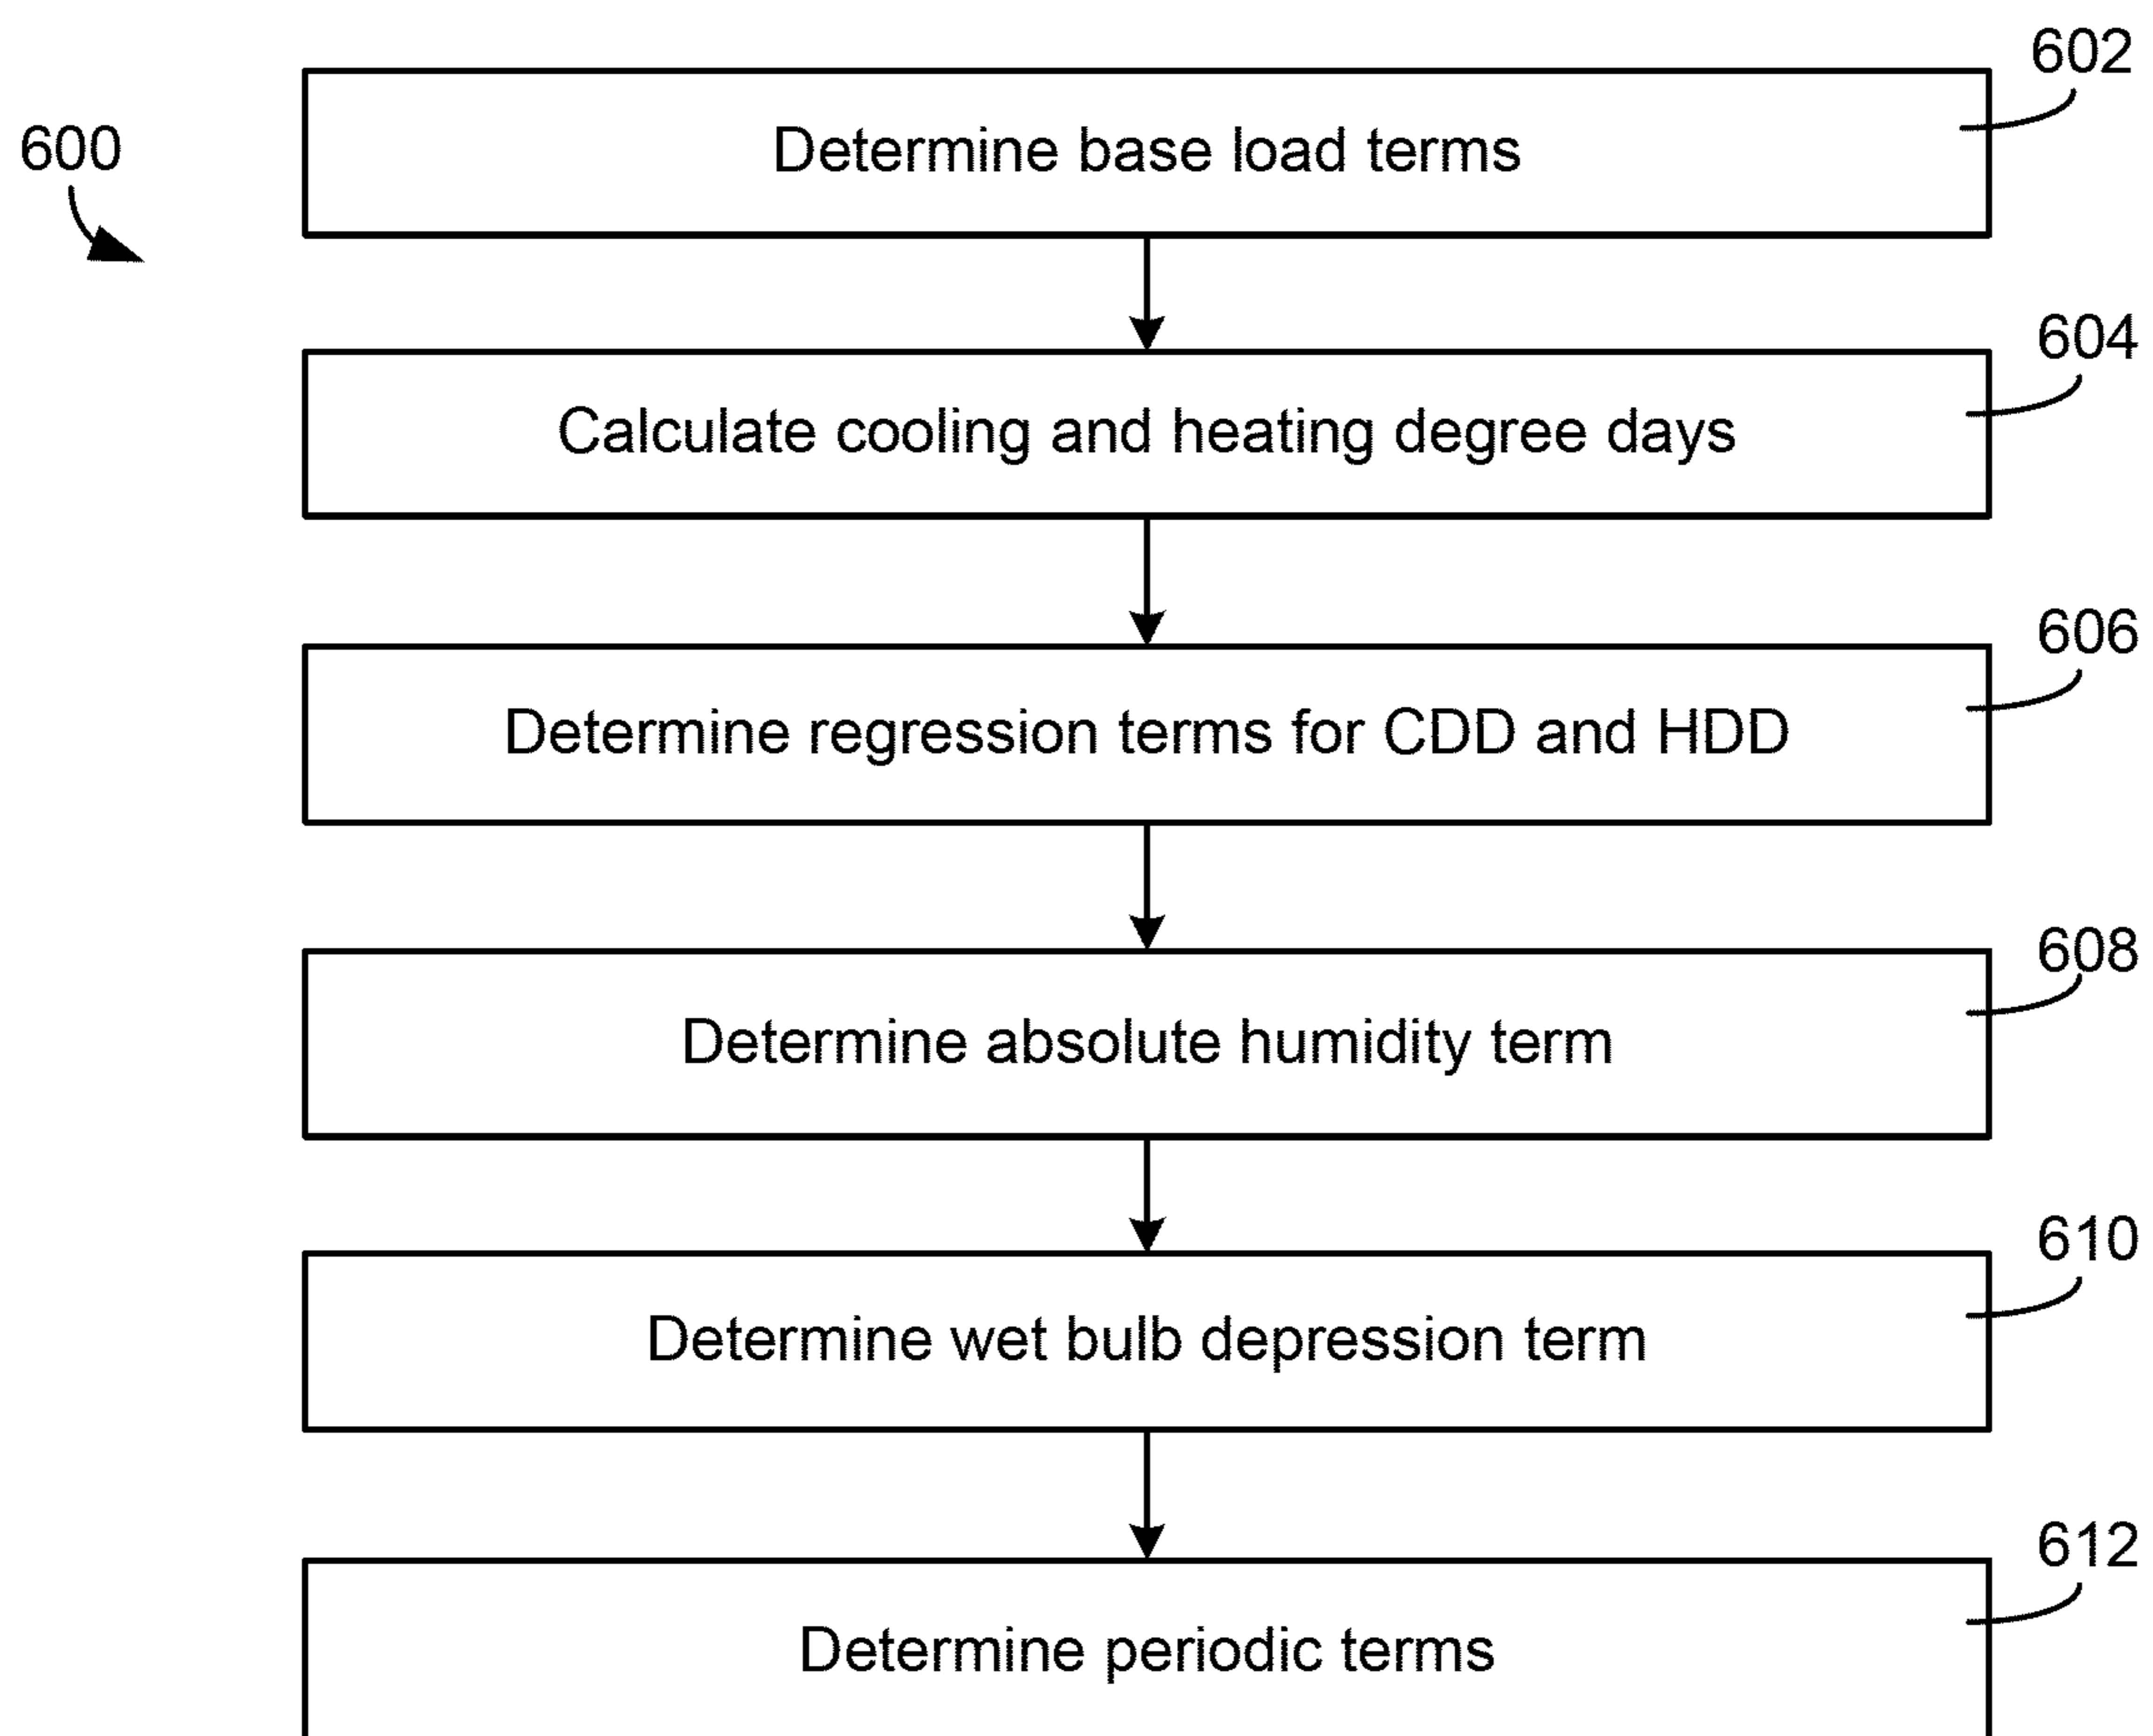 602
600
Determine base load terms
604
Calculate cooling and heating degree days
606
Determine regression terms for CDD and HDD
608
Determine absolute humidity term
610
Determine wet bulb depression term
612
Determine periodic terms